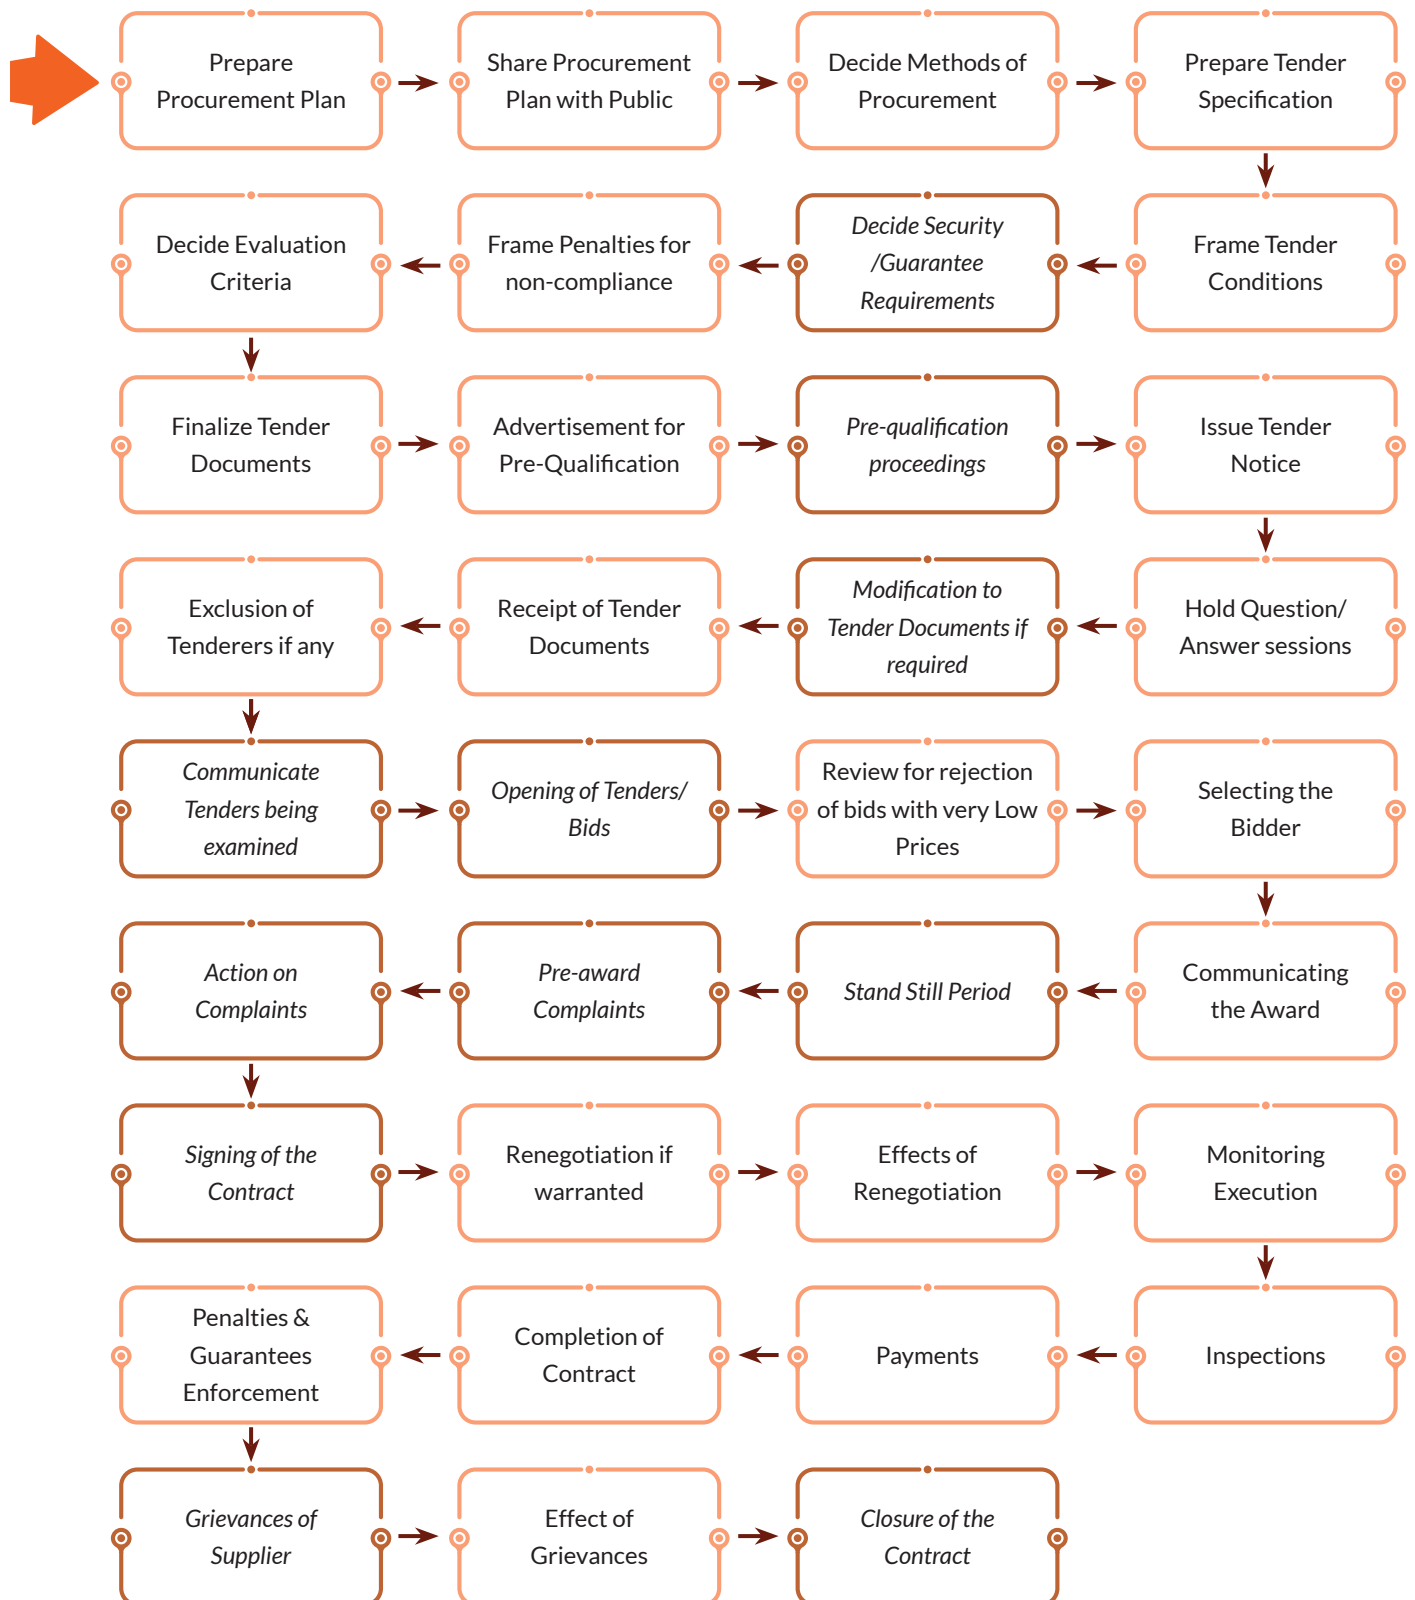 Prepare
Procurement Plan
Share Procurement
Plan with Public
Decide Methods of
Procurement
Prepare Tender
Specification
Frame Tender
Conditions
Decide Security
/Guarantee
Requirements
Frame Penalties for
non-compliance
Decide Evaluation
Criteria
Finalize Tender
Documents
Advertisement for
Pre-Qualification
Pre-qualification
proceedings
Issue Tender
Notice
Hold Question/
Answer sessions
Modification to
Tender Documents if
required
Receipt of Tender
Documents
Exclusion of
Tenderers if any
Communicate
Tenders being
examined
Opening of Tenders/
Bids
Review for rejection
of bids with very Low
Prices
Selecting the
Bidder
Communicating
the Award
Stand Still Period
Pre-award
Complaints
Action on
Complaints
Signing of the
Contract
Renegotiation if
warranted
Effects of
Renegotiation
Monitoring
Execution
Inspections
Payments
Completion of
Contract
Penalties &
Guarantees
Enforcement
Grievances of
Supplier
Effect of
Grievances
Closure of the
Contract